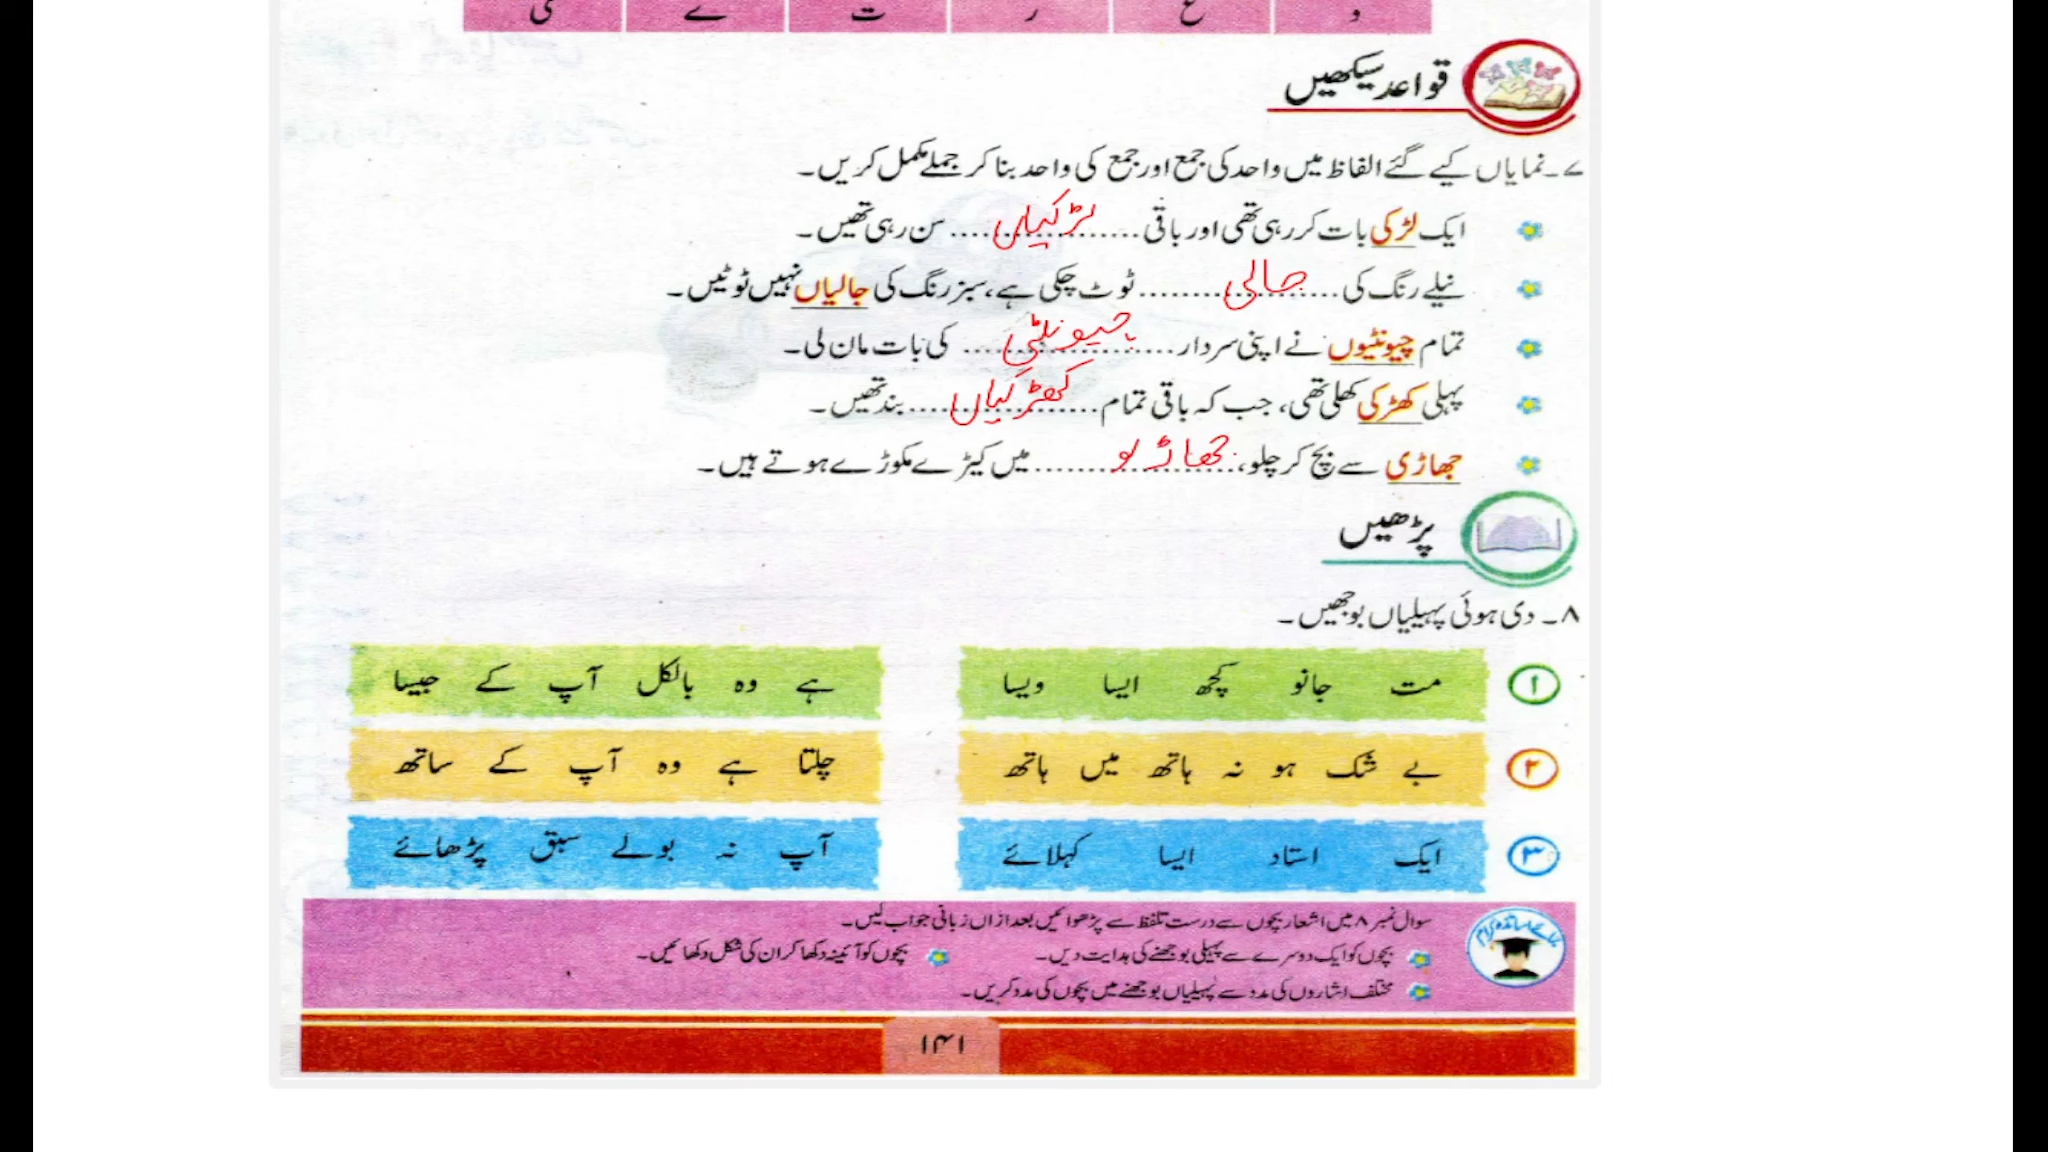 د ع ر ت ے کی
قواعد سیکھیں
۷۔ نمایاں کیے گئے الفاظ میں واحد کی جمع اور جمع کی واحد بنا کر جملے مکمل کریں۔
ایک لڑکی بات کر رہی تھی اور باقی .......... لڑکیاں .......... سن رہی تھیں۔
نیلے رنگ کی .......... جالی .......... ٹوٹ چکی ہے، سبز رنگ کی جالیاں نہیں ٹوٹیں۔
تمام چیونٹیوں نے اپنی سردار .......... چیونٹی .......... کی بات مان لی۔
پہلی کھڑکی کھلی تھی، جب کہ باقی تمام .......... کھڑکیاں .......... بند تھیں۔
جھاڑی سے بچ کر چلو، .................... میں کیڑے مکوڑے ہوتے ہیں۔
پڑھیں
۸۔ دی ہوئی پہیلیاں بوجھیں۔
۱ مت جانو کچھ ایسا ویسا ہے وہ بالکل آپ کے جیسا
۲ بے شک ہو نہ ہاتھ میں ہاتھ چلتا ہے وہ آپ کے ساتھ
۳ ایک استاد ایسا کہلائے آپ نہ بولے سبق پڑھائے
برائے اساتذہ کرام
سوال نمبر ۸ میں اشعار بچوں سے درست تلفظ سے پڑھوائیں بعد ازاں زبانی جواب لیں۔
بچوں کو ایک دوسرے سے پہیلی بوجھنے کی ہدایت دیں۔ بچوں کو آئینہ دکھا کر ان کی شکل دکھائیں۔
مختلف اشاروں کی مدد سے پہیلیاں بوجھنے میں بچوں کی مدد کریں۔
۱۴۱